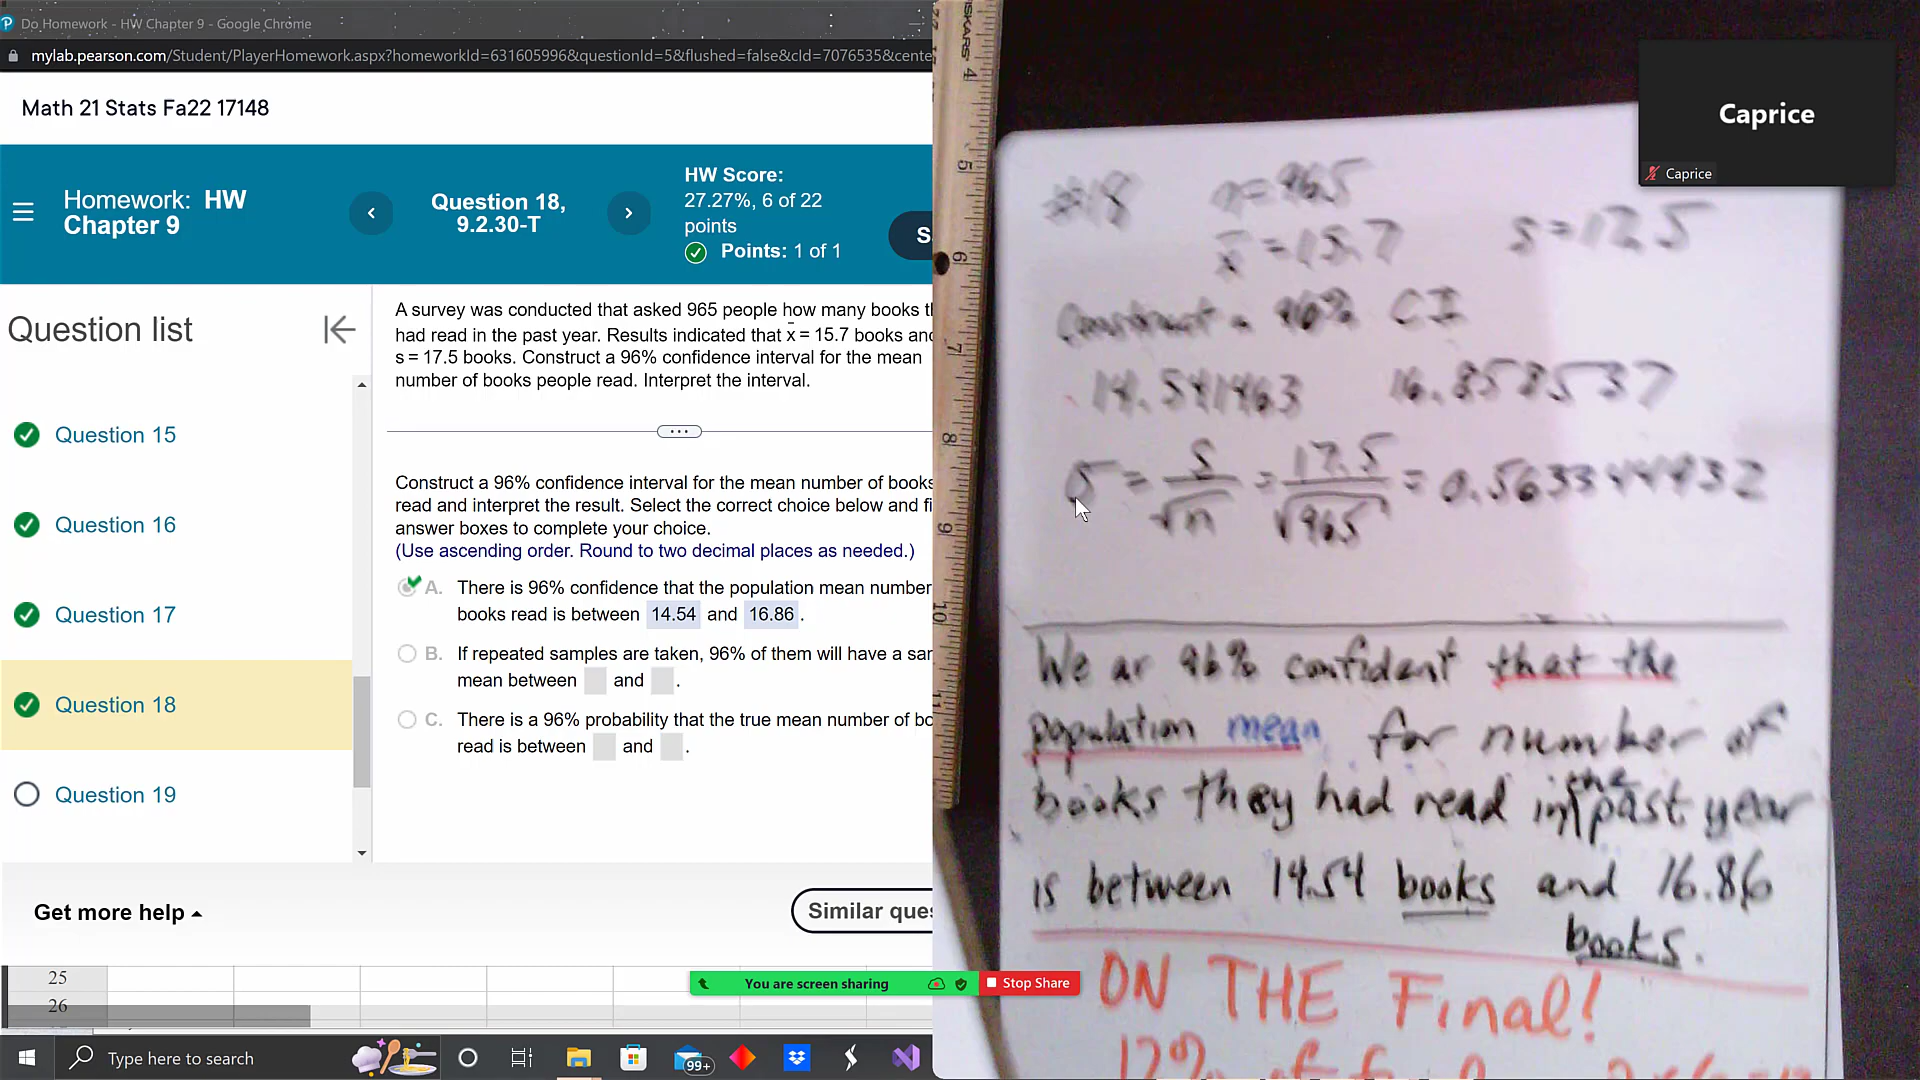 Do Homework - HW Chapter 9 - Google Chrome
mylab.pearson.com/Student/PlayerHomework.aspx?homeworkId=631605996&questionId=5&flushed=false&cId=7076535&cente
Math 21 Stats Fa22 17148
Homework: HW Chapter 9
Question 18, 9.2.30-T
HW Score: 27.27%, 6 of 22 points
Points: 1 of 1
S
Question list
Question 15
Question 16
Question 17
Question 18
Question 19
A survey was conducted that asked 965 people how many books t
had read in the past year. Results indicated that x̄ = 15.7 books and
s = 17.5 books. Construct a 96% confidence interval for the mean
number of books people read. Interpret the interval.
Construct a 96% confidence interval for the mean number of books
read and interpret the result. Select the correct choice below and fi
answer boxes to complete your choice.
(Use ascending order. Round to two decimal places as needed.)
A. There is 96% confidence that the population mean number
books read is between 14.54 and 16.86 .
B. If repeated samples are taken, 96% of them will have a sar
mean between and .
C. There is a 96% probability that the true mean number of bo
read is between and .
Get more help
Similar ques
25
26
You are screen sharing
Stop Share
Type here to search
99+
FISKARS 4
5
6
7
8
9
10
11
Caprice
Caprice
#18 n=965
x̄=15.7 s=17.5
Construct a 96% CI
14.541463 16.858537
σ = s/√n = 17.5/√965 = 0.5633444932
We ar 96% confident that the
population mean for number of
books they had read in the past year
is between 14.54 books and 16.86
books.
ON THE Final!